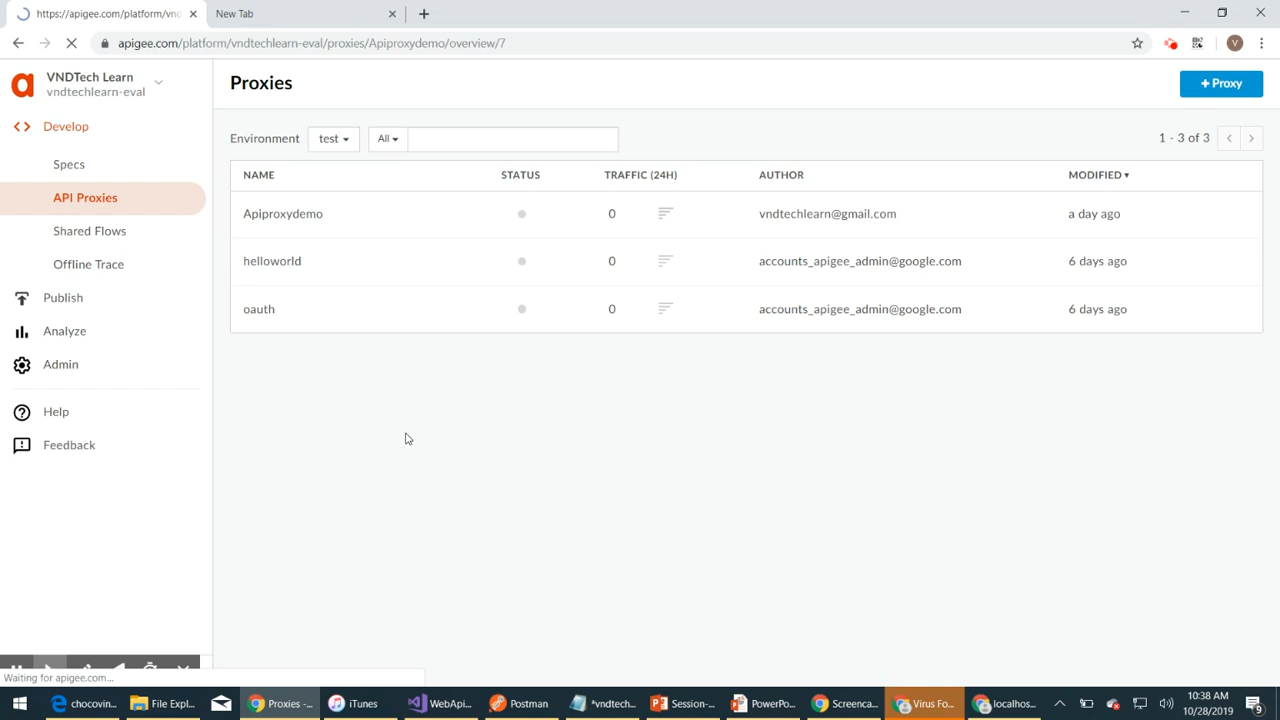 https://apigee.com/platform/vnd
New Tab
apigee.com/platform/vndtechlearn-eval/proxies/Apiproxydemo/overview/7
V
VNDTech Learn
vndtechlearn-eval
Develop
Specs
API Proxies
Shared Flows
Offline Trace
Publish
Analyze
Admin
Help
Feedback
Proxies
+ Proxy
Environment
test
All
1 - 3 of 3
NAME STATUS TRAFFIC (24H) AUTHOR MODIFIED
Apiproxydemo 0 vndtechlearn@gmail.com a day ago
helloworld 0 accounts_apigee_admin@google.com 6 days ago
oauth 0 accounts_apigee_admin@google.com 6 days ago
Waiting for apigee.com...
chocovin...
File Expl...
Proxies -...
iTunes
WebApi...
Postman
*vndtech...
Session-...
PowerPo...
Screenca...
Virus Fo...
localhos...
10:38 AM
10/28/2019
9